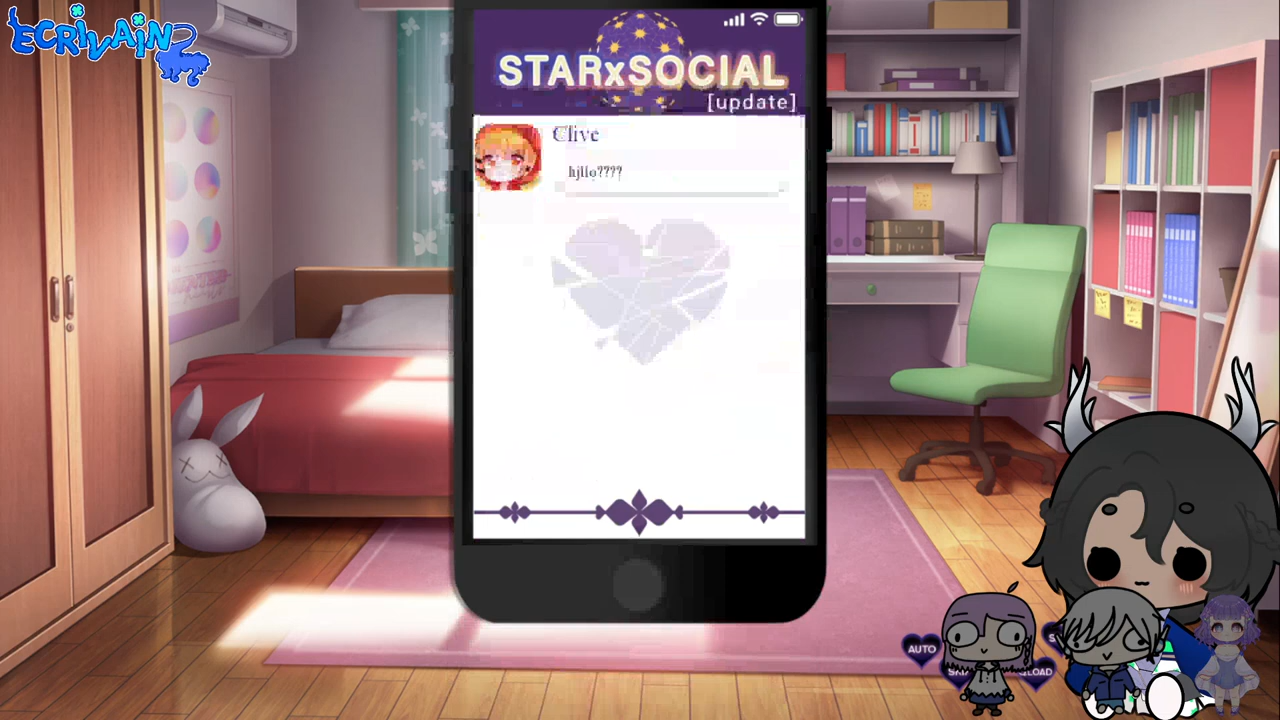 ECRIVAIN
STARxSOCIAL
[update]
Clive
hjllo????
AUTO